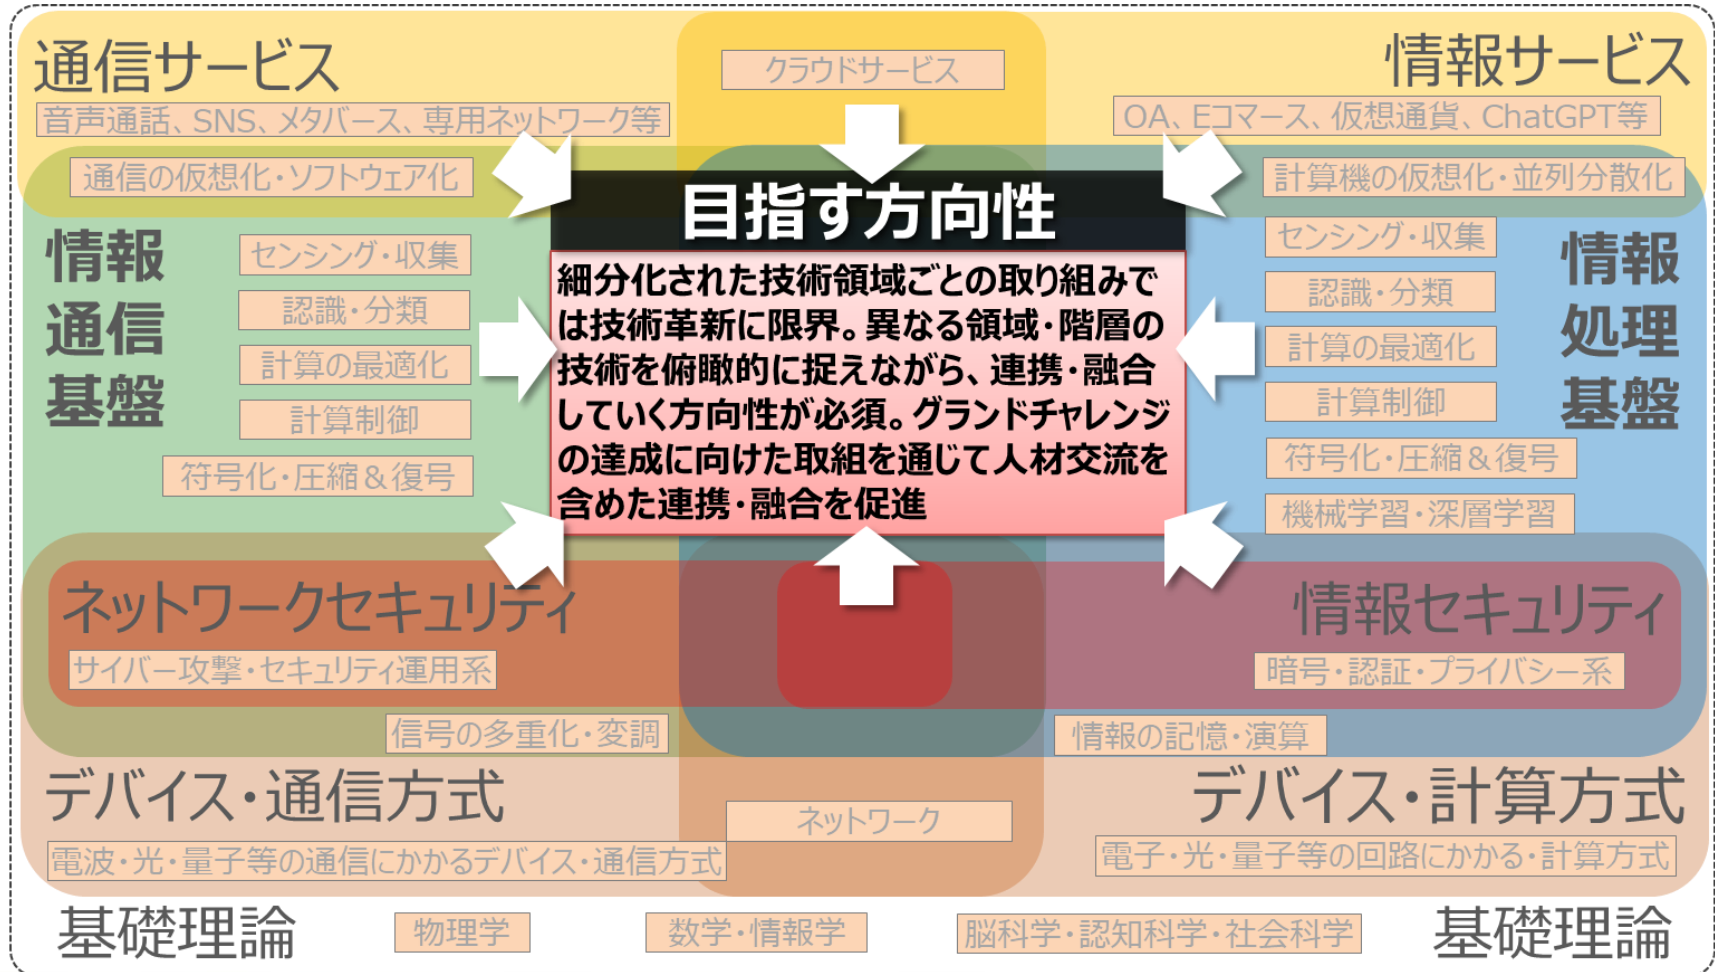 通信サービス
音声通話、SNS、メタバース、専用ネットワーク等
通信の仮想化・ソフトウェア化
クラウドサービス
情報サービス
OA、Eコマース、仮想通貨、ChatGPT等
計算機の仮想化・並列分散化
情報
通信
基盤
センシング・収集
認識・分類
計算の最適化
計算制御
符号化・圧縮＆復号
目指す方向性
細分化された技術領域ごとの取り組みで
は技術革新に限界。異なる領域・階層の
技術を俯瞰的に捉えながら、連携・融合
していく方向性が必須。グランドチャレンジ
の達成に向けた取組を通じて人材交流を
含めた連携・融合を促進
センシング・収集
認識・分類
計算の最適化
計算制御
符号化・圧縮＆復号
機械学習・深層学習
情報
処理
基盤
ネットワークセキュリティ
サイバー攻撃・セキュリティ運用系
情報セキュリティ
暗号・認証・プライバシー系
信号の多重化・変調
情報の記憶・演算
デバイス・通信方式
電波・光・量子等の通信にかかるデバイス・通信方式
ネットワーク
デバイス・計算方式
電子・光・量子等の回路にかかる・計算方式
基礎理論
物理学
数学・情報学
脳科学・認知科学・社会科学
基礎理論